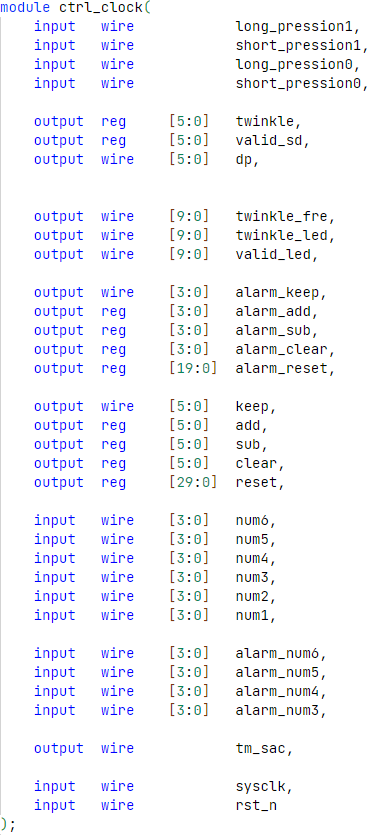 module ctrl_clock(
input wire long_pression1,
input wire short_pression1,
input wire long_pression0,
input wire short_pression0,
output reg [5:0] twinkle,
output reg [5:0] valid_sd,
output wire [5:0] dp,
output wire [9:0] twinkle_fre,
output wire [9:0] twinkle_led,
output wire [9:0] valid_led,
output wire [3:0] alarm_keep,
output reg [3:0] alarm_add,
output reg [3:0] alarm_sub,
output reg [3:0] alarm_clear,
output reg [19:0] alarm_reset,
output wire [5:0] keep,
output reg [5:0] add,
output reg [5:0] sub,
output reg [5:0] clear,
output reg [29:0] reset,
input wire [3:0] num6,
input wire [3:0] num5,
input wire [3:0] num4,
input wire [3:0] num3,
input wire [3:0] num2,
input wire [3:0] num1,
input wire [3:0] alarm_num6,
input wire [3:0] alarm_num5,
input wire [3:0] alarm_num4,
input wire [3:0] alarm_num3,
output wire tm_sac,
input wire sysclk,
input wire rst_n
);